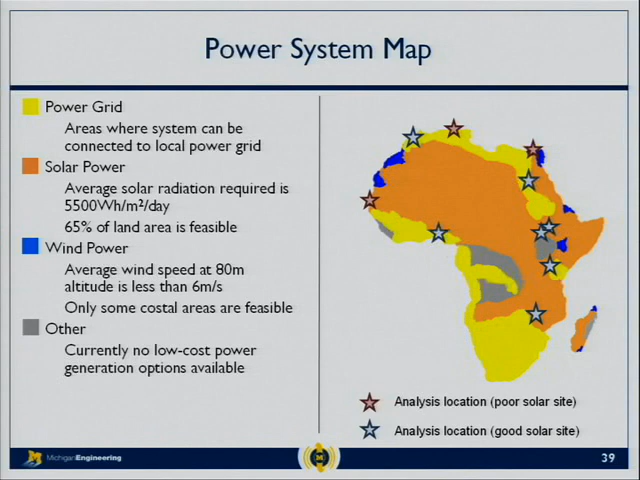 Power System Map
Power Grid
Areas where system can be
connected to local power grid
Solar Power
Average solar radiation required is
5500Wh/m²/day
65% of land area is feasible
Wind Power
Average wind speed at 80m
altitude is less than 6m/s
Only some costal areas are feasible
Other
Currently no low-cost power
generation options available
Analysis location (poor solar site)
Analysis location (good solar site)
MichiganEngineering
M
39